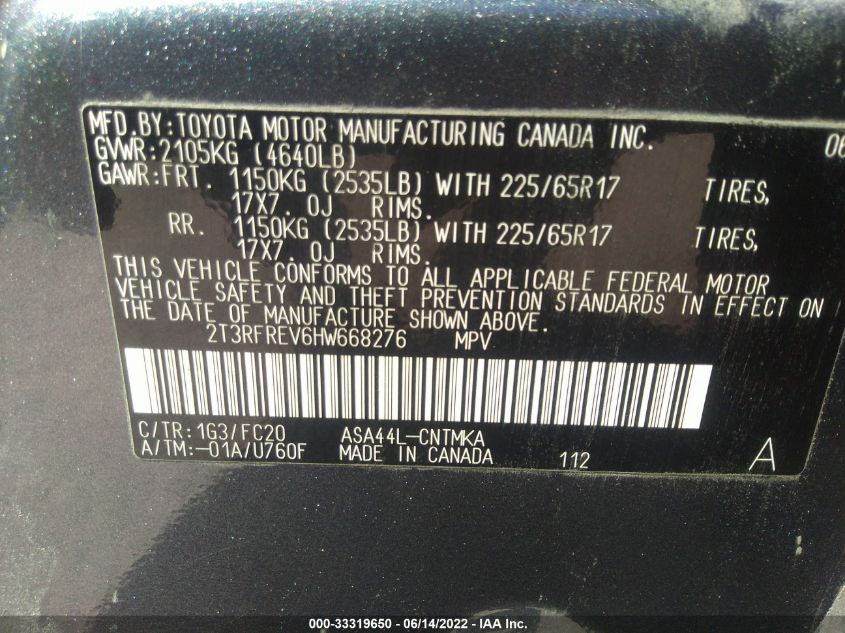 MFD.BY:TOYOTA MOTOR MANUFACTURING CANADA INC. 06
GVWR:2105KG (4640LB)
GAWR:FRT. 1150KG (2535LB) WITH 225/65R17 TIRES,
17X7. 0J RIMS.
RR. 1150KG (2535LB) WITH 225/65R17 TIRES,
17X7. 0J RIMS.
THIS VEHICLE CONFORMS TO ALL APPLICABLE FEDERAL MOTOR
VEHICLE SAFETY AND THEFT PREVENTION STANDARDS IN EFFECT ON
THE DATE OF MANUFACTURE SHOWN ABOVE.
2T3RFREV6HW668276 MPV
C/TR:1G3/FC20 ASA44L-CNTMKA
A/TM:-01A/U760F MADE IN CANADA 112 A
000-33319650 - 06/14/2022 - IAA Inc.